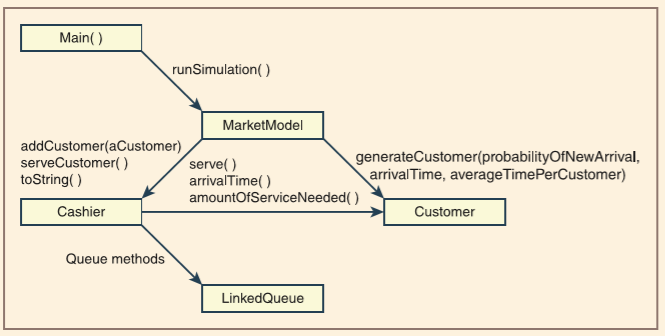 Main( )
runSimulation( )
MarketModel
addCustomer(aCustomer)
serveCustomer( )
toString( )
serve( )
arrivalTime( )
amountOfServiceNeeded( )
generateCustomer(probabilityOfNewArrival,
arrivalTime, averageTimePerCustomer)
Cashier
Customer
Queue methods
LinkedQueue